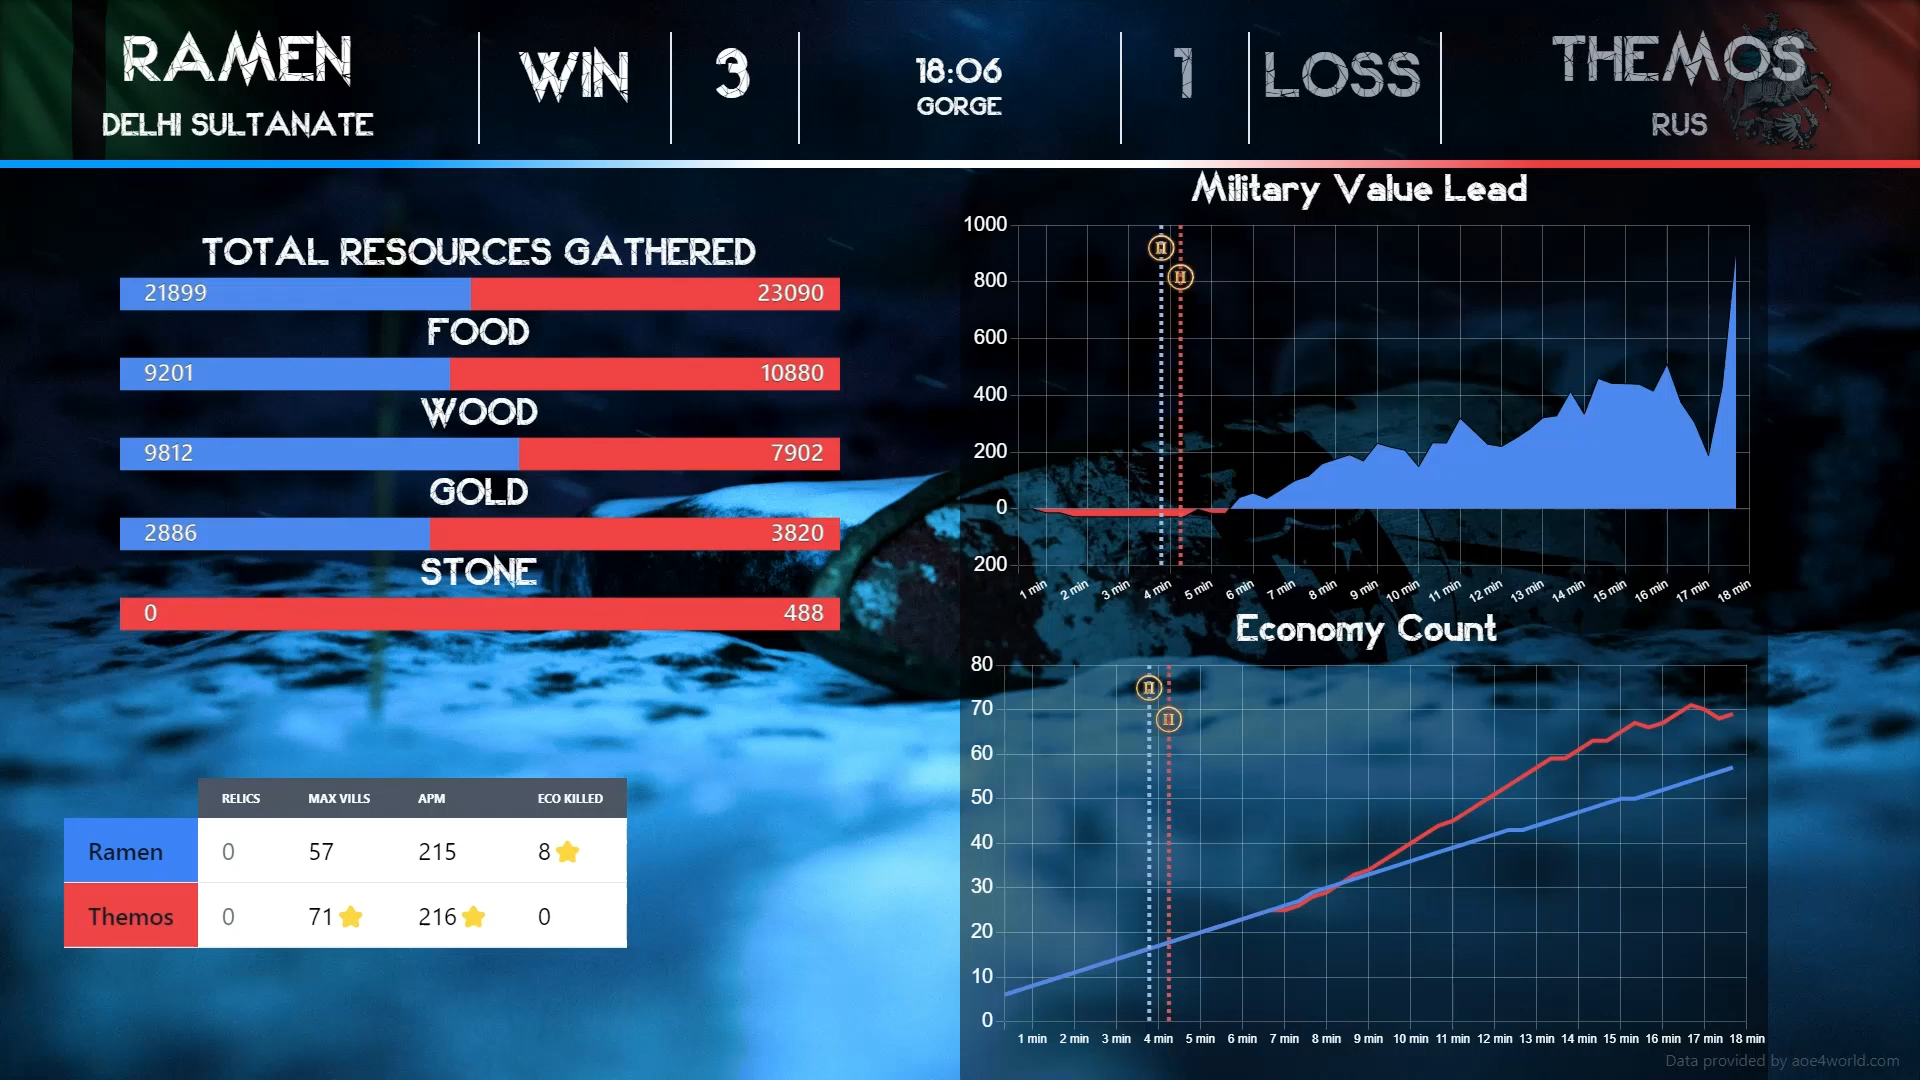 RAMEN
DELHI SULTANATE
WIN
3
18:06
GORGE
1
LOSS
THEMOS
RUS
TOTAL RESOURCES GATHERED
21899 23090
FOOD
9201 10880
WOOD
9812 7902
GOLD
2886 3820
STONE
0 488
RELICS MAX VILLS APM ECO KILLED
Ramen 0 57 215 8
Themos 0 71 216 0
Military Value Lead
1000
800
600
400
200
0
200
II
II
1 min 2 min 3 min 4 min 5 min 6 min 7 min 8 min 9 min 10 min 11 min 12 min 13 min 14 min 15 min 16 min 17 min 18 min
Economy Count
80
70
60
50
40
30
20
10
0
II
II
1 min 2 min 3 min 4 min 5 min 6 min 7 min 8 min 9 min 10 min 11 min 12 min 13 min 14 min 15 min 16 min 17 min 18 min
Data provided by aoe4world.com